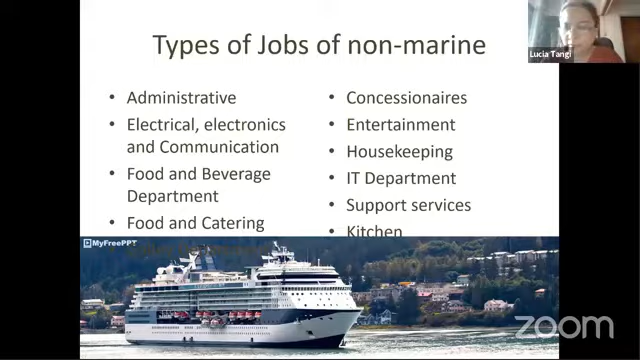 Types of Jobs of non-marine
Lucia Tangi
• Administrative
• Electrical, electronics
and Communication
• Food and Beverage
Department
• Food and Catering
• Concessionaires
• Entertainment
• Housekeeping
• IT Department
• Support services
• Kitchen
MyFreePPT
zoom